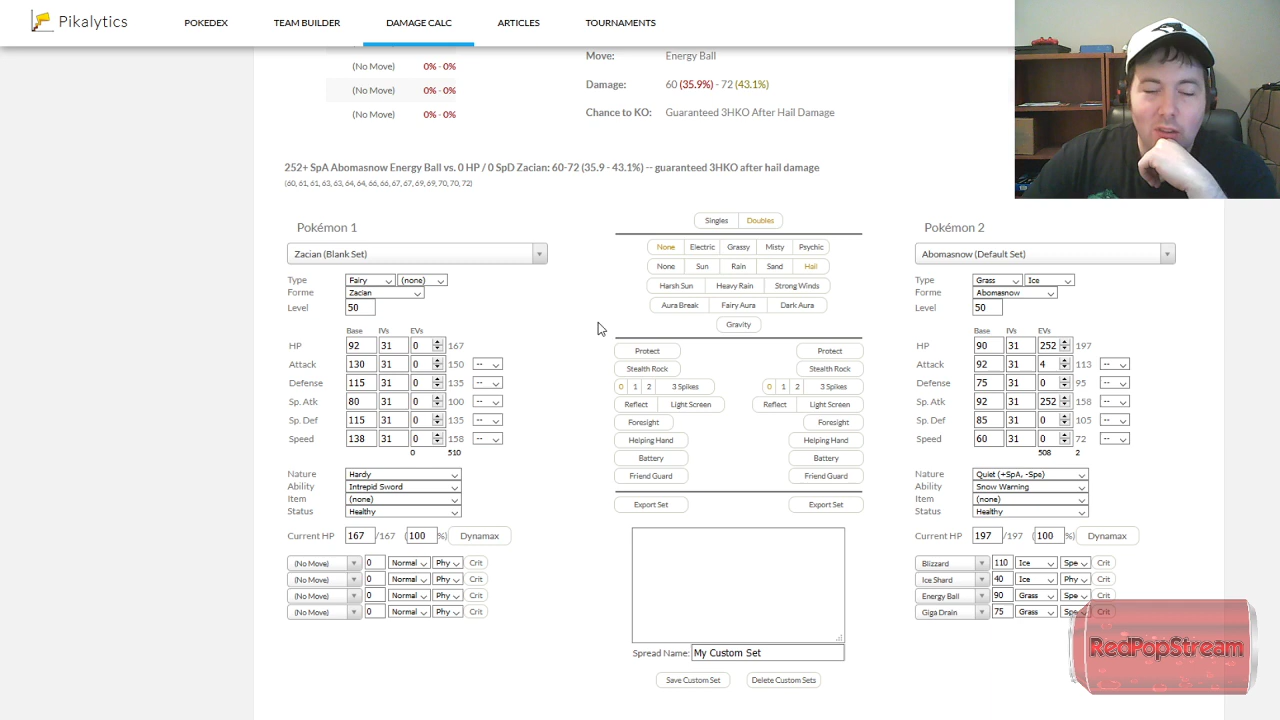 Pikalytics POKEDEX TEAM BUILDER DAMAGE CALC ARTICLES TOURNAMENTS
Move: Energy Ball
(No Move) 0% - 0%
Damage: 60 (35.9%) - 72 (43.1%)
(No Move) 0% - 0%
Chance to KO: Guaranteed 3HKO After Hail Damage
(No Move) 0% - 0%
252+ SpA Abomasnow Energy Ball vs. 0 HP / 0 SpD Zacian: 60-72 (35.9 - 43.1%) -- guaranteed 3HKO after hail damage
(60, 61, 61, 63, 63, 64, 64, 66, 66, 67, 67, 69, 69, 70, 70, 72)
Pokémon 1
Zacian (Blank Set)
Type Fairy (none)
Forme Zacian
Level 50
Base IVs EVs
HP 92 31 0 167
Attack 130 31 0 150 --
Defense 115 31 0 135 --
Sp. Atk 80 31 0 100 --
Sp. Def 115 31 0 135 --
Speed 138 31 0 158 --
0 510
Nature Hardy
Ability Intrepid Sword
Item (none)
Status Healthy
Current HP 167 /167 (100 %) Dynamax
(No Move) 0 Normal Phy Crit
(No Move) 0 Normal Phy Crit
(No Move) 0 Normal Phy Crit
(No Move) 0 Normal Phy Crit
Singles Doubles
None Electric Grassy Misty Psychic
None Sun Rain Sand Hail
Harsh Sun Heavy Rain Strong Winds
Aura Break Fairy Aura Dark Aura
Gravity
Protect Protect
Stealth Rock Stealth Rock
0 1 2 3 Spikes 0 1 2 3 Spikes
Reflect Light Screen Reflect Light Screen
Foresight Foresight
Helping Hand Helping Hand
Battery Battery
Friend Guard Friend Guard
Export Set Export Set
Spread Name: My Custom Set
Save Custom Set Delete Custom Sets
Pokémon 2
Abomasnow (Default Set)
Type Grass Ice
Forme Abomasnow
Level 50
Base IVs EVs
HP 90 31 252 197
Attack 92 31 4 113 --
Defense 75 31 0 95 --
Sp. Atk 92 31 252 158 --
Sp. Def 85 31 0 105 --
Speed 60 31 0 72 --
508 2
Nature Quiet (+SpA, -Spe)
Ability Snow Warning
Item (none)
Status Healthy
Current HP 197 /197 (100 %) Dynamax
Blizzard 110 Ice Spe Crit
Ice Shard 40 Ice Phy Crit
Energy Ball 90 Grass Spe Crit
Giga Drain 75 Grass Spe Crit
RedPopStream